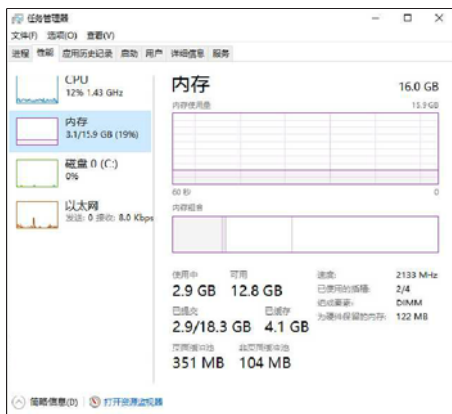 任务管理器
文件(F) 选项(O) 查看(V)
进程 性能 应用历史记录 启动 用户 详细信息 服务
CPU
12% 1.43 GHz
内存
3.1/15.9 GB (19%)
磁盘 0 (C:)
0%
以太网
发送: 0 接收: 8.0 Kbps
内存 16.0 GB
内存使用量 15.9 GB
60 秒 0
内存组合
使用中 可用
2.9 GB 12.8 GB
已提交 已缓存
2.9/18.3 GB 4.1 GB
页面缓冲池 非页面缓冲池
351 MB 104 MB
速度: 2133 MHz
已使用的插槽: 2/4
DIMM
为硬件保留的内存: 122 MB
简略信息(D) 打开资源监视器